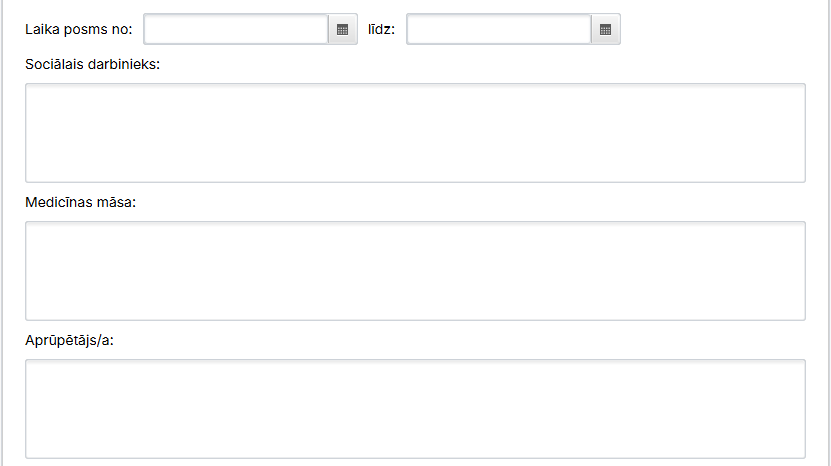 Laika posms no: līdz:
Sociālais darbinieks:
Medicīnas māsa:
Aprūpētājs/a: